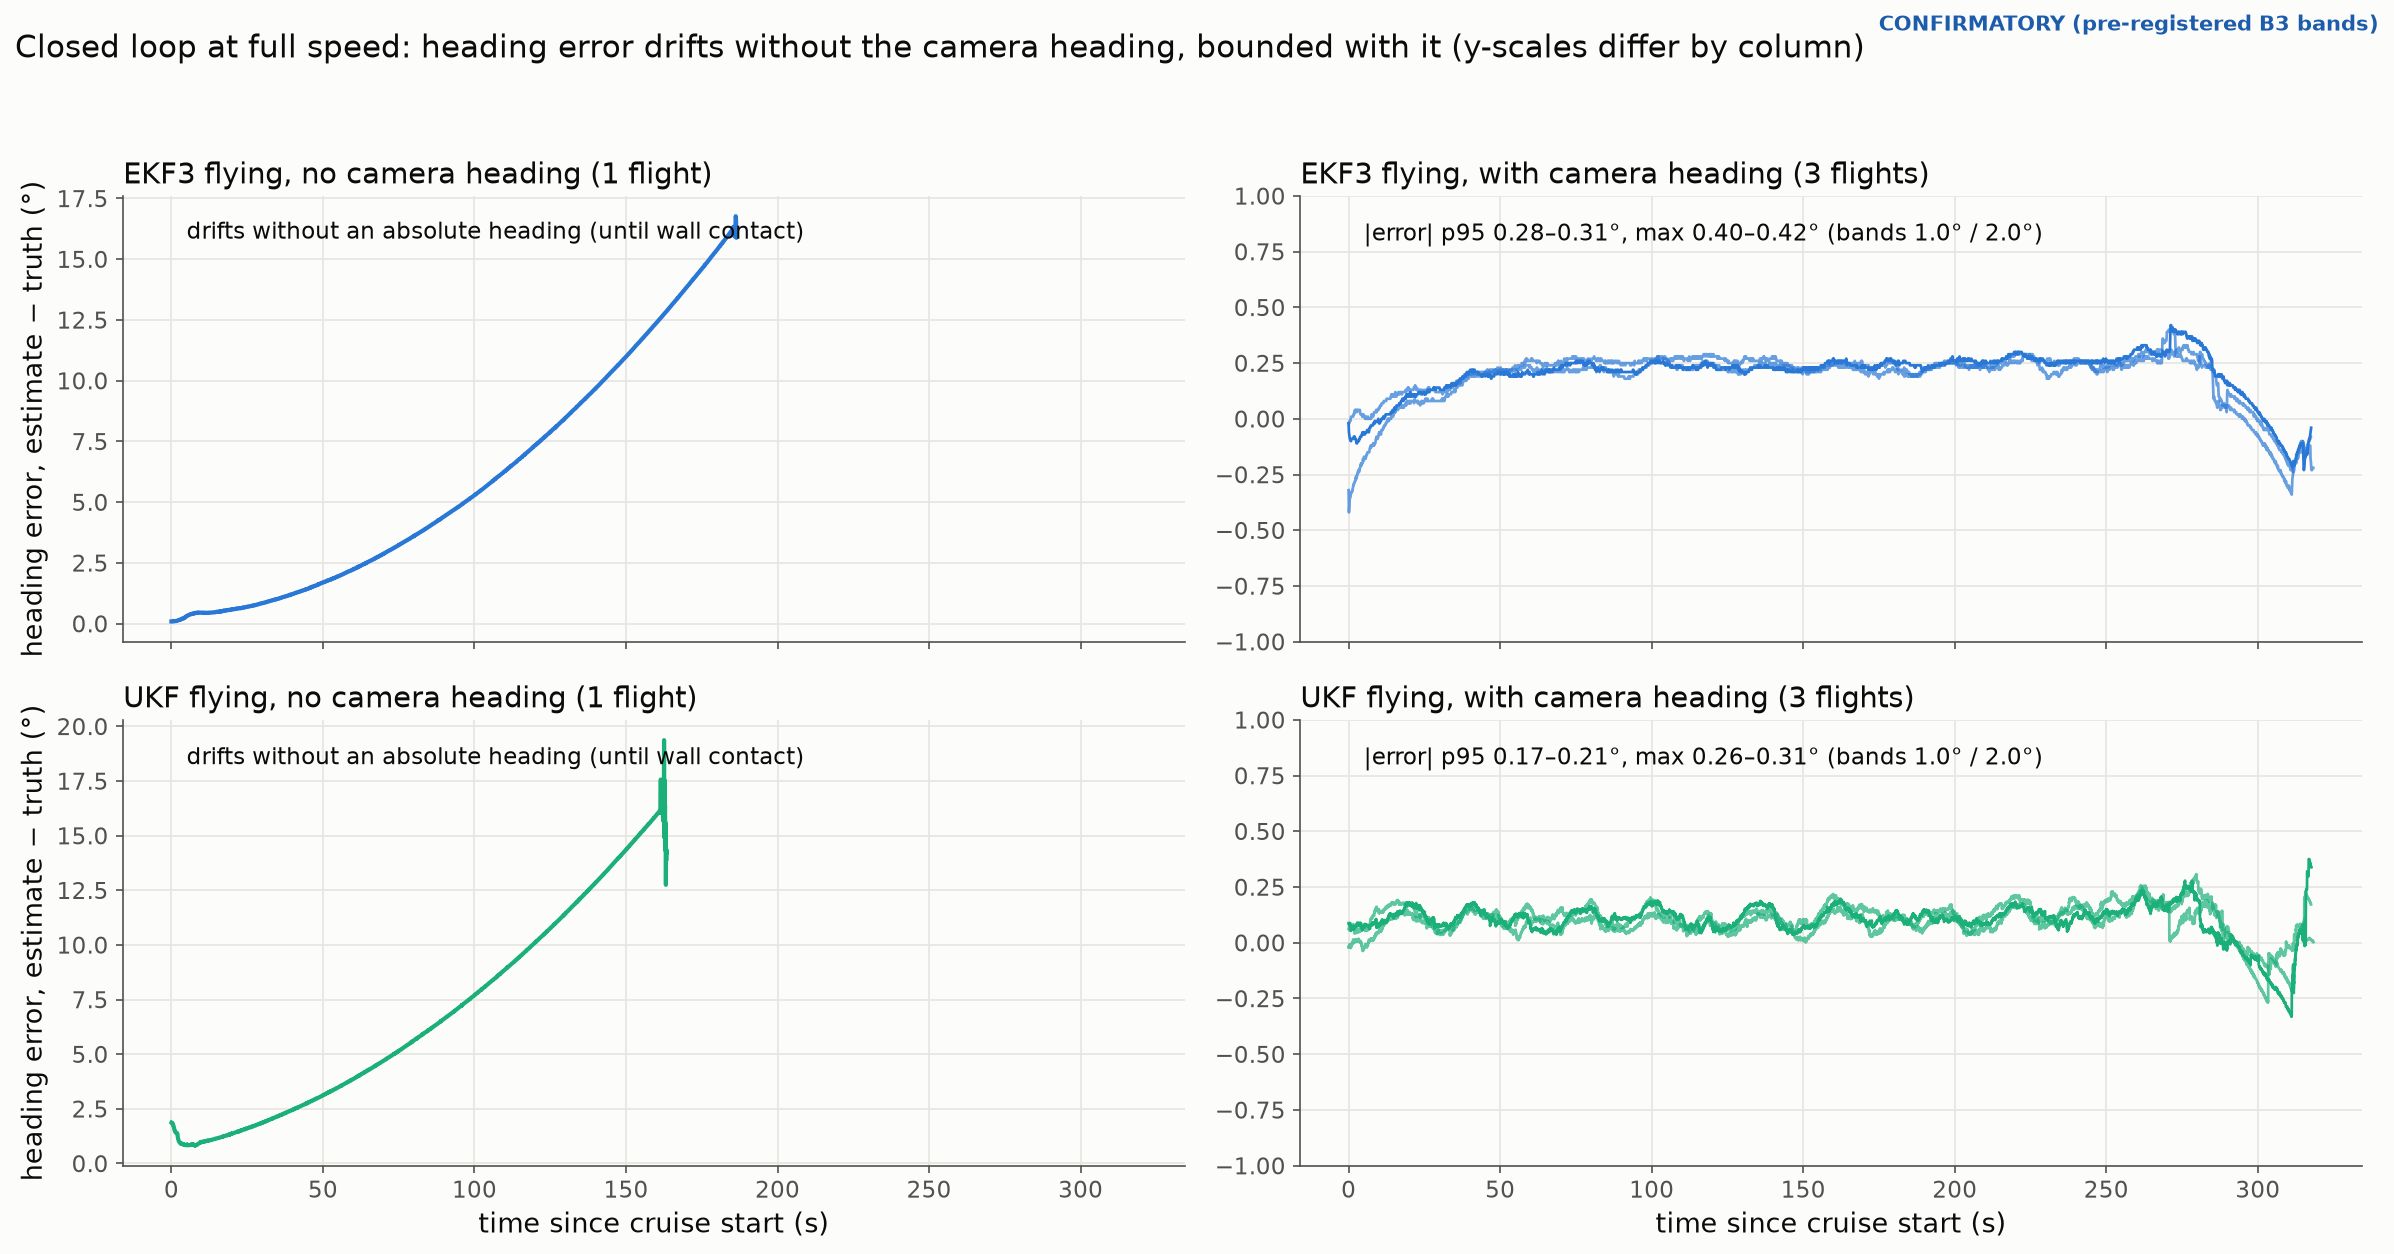 CONFIRMATORY (pre-registered B3 bands)
Closed loop at full speed: heading error drifts without the camera heading, bounded with it (y-scales differ by column)
EKF3 flying, no camera heading (1 flight)
heading error, estimate − truth (°)
17.5
15.0
12.5
10.0
7.5
5.0
2.5
0.0
drifts without an absolute heading (until wall contact)
EKF3 flying, with camera heading (3 flights)
1.00
0.75
0.50
0.25
0.00
−0.25
−0.50
−0.75
−1.00
|error| p95 0.28–0.31°, max 0.40–0.42° (bands 1.0° / 2.0°)
UKF flying, no camera heading (1 flight)
heading error, estimate − truth (°)
20.0
17.5
15.0
12.5
10.0
7.5
5.0
2.5
0.0
drifts without an absolute heading (until wall contact)
0 50 100 150 200 250 300
time since cruise start (s)
UKF flying, with camera heading (3 flights)
1.00
0.75
0.50
0.25
0.00
−0.25
−0.50
−0.75
−1.00
|error| p95 0.17–0.21°, max 0.26–0.31° (bands 1.0° / 2.0°)
0 50 100 150 200 250 300
time since cruise start (s)